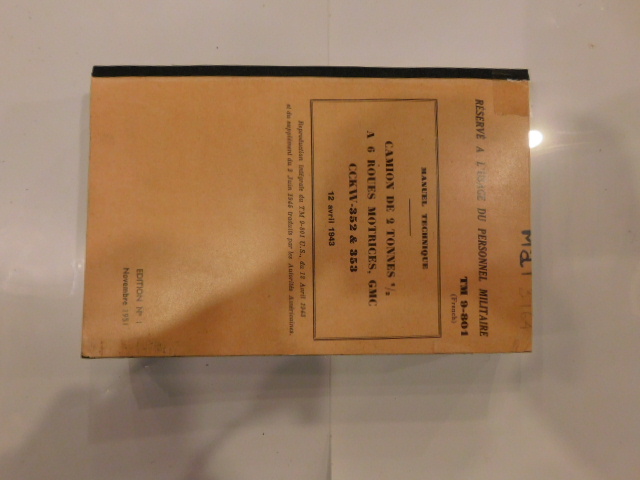 Mal
RÉSERVÉ A L'USAGE DU PERSONNEL MILITAIRE
TM 9-801
(French)
MANUEL TECHNIQUE
CAMION DE 2 TONNES ½
A 6 ROUES MOTRICES, GMC
CCKW-352 & 353
12 avril 1943
Reproduction intégrale du TM 9-801 U.S., du 12 Avril 1943
et du supplément du 2 Juin 1944 traduits par les Autorités Américaines.
EDITION N° 1
Novembre 1951